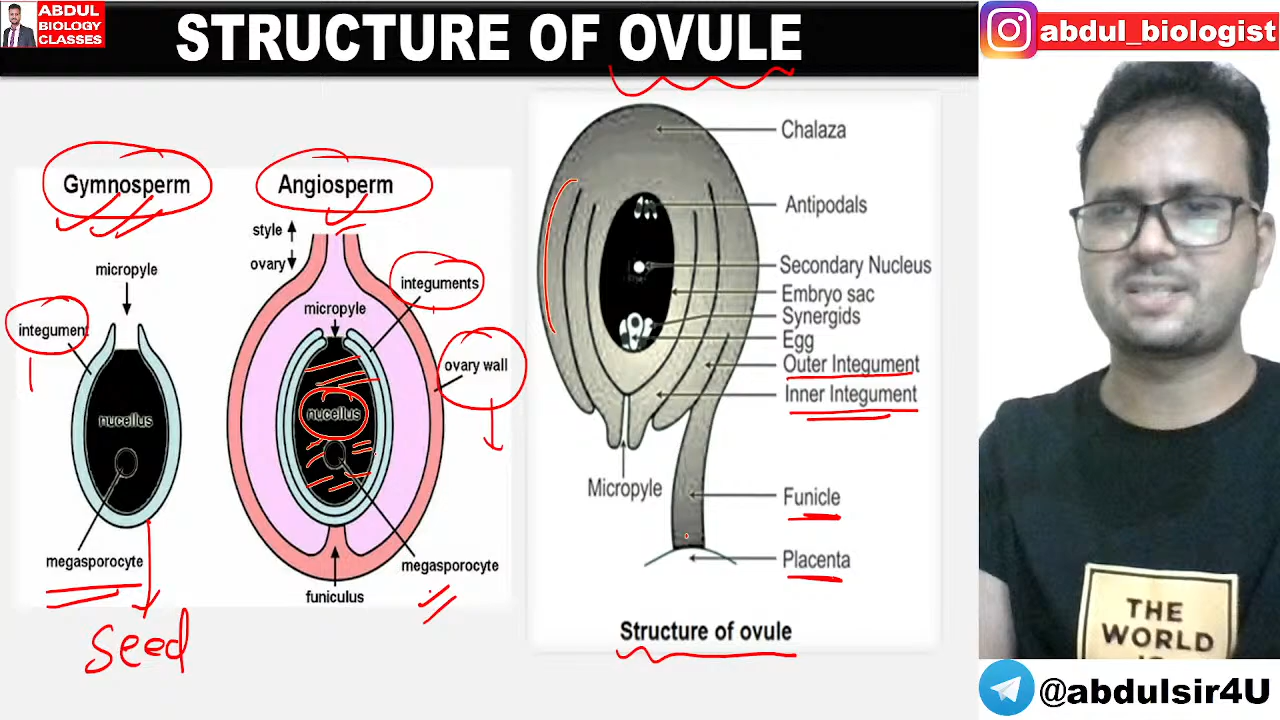 ABDUL
BIOLOGY
CLASSES
STRUCTURE OF OVULE
abdul_biologist
Gymnosperm
micropyle
integument
nucellus
megasporocyte
seed
Angiosperm
style
ovary
integuments
micropyle
ovary wall
nucellus
megasporocyte
funiculus
Chalaza
Antipodals
Secondary Nucleus
Embryo sac
Synergids
Egg
Outer Integument
Inner Integument
Micropyle
Funicle
Placenta
Structure of ovule
THE
WORLD
@abdulsir4U